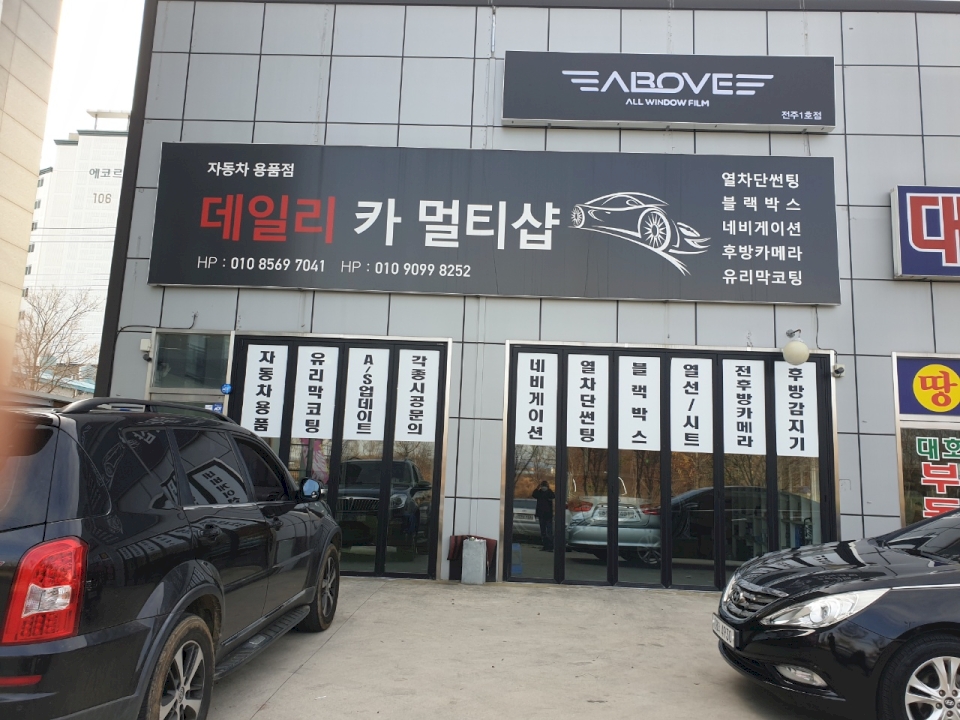 ABOVE
ALL WINDOW FILM
전주1호점
자동차 용품점
데일리 카 멀티샵
HP : 010 8569 7041 HP : 010 9099 8252
열차단썬팅
블랙박스
네비게이션
후방카메라
유리막코팅
에코르
106
대
땅
대호
부
자동차용품
유리막코팅
A/S업데이트
각종시공문의
네비게이션
열차단썬팅
블랙박스
열선/시트
전후방카메라
후방감지기